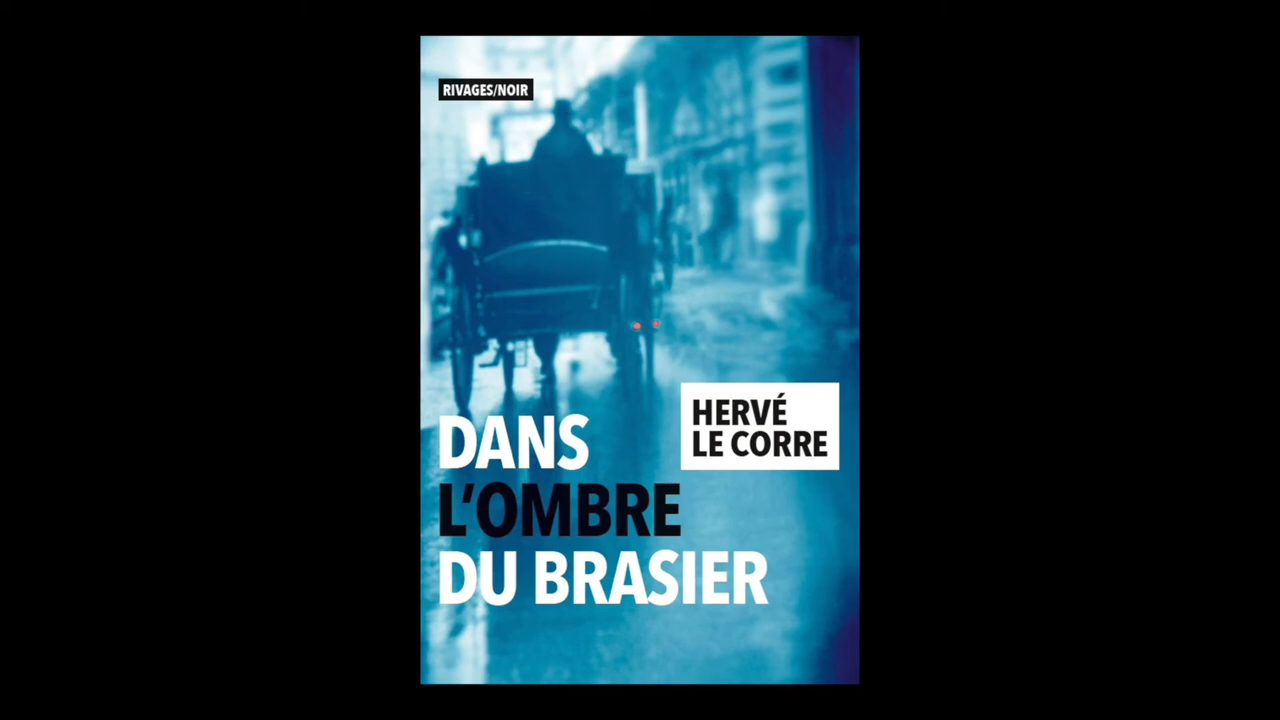 RIVAGES/NOIR
HERVÉ
LE CORRE
DANS
L'OMBRE
DU BRASIER